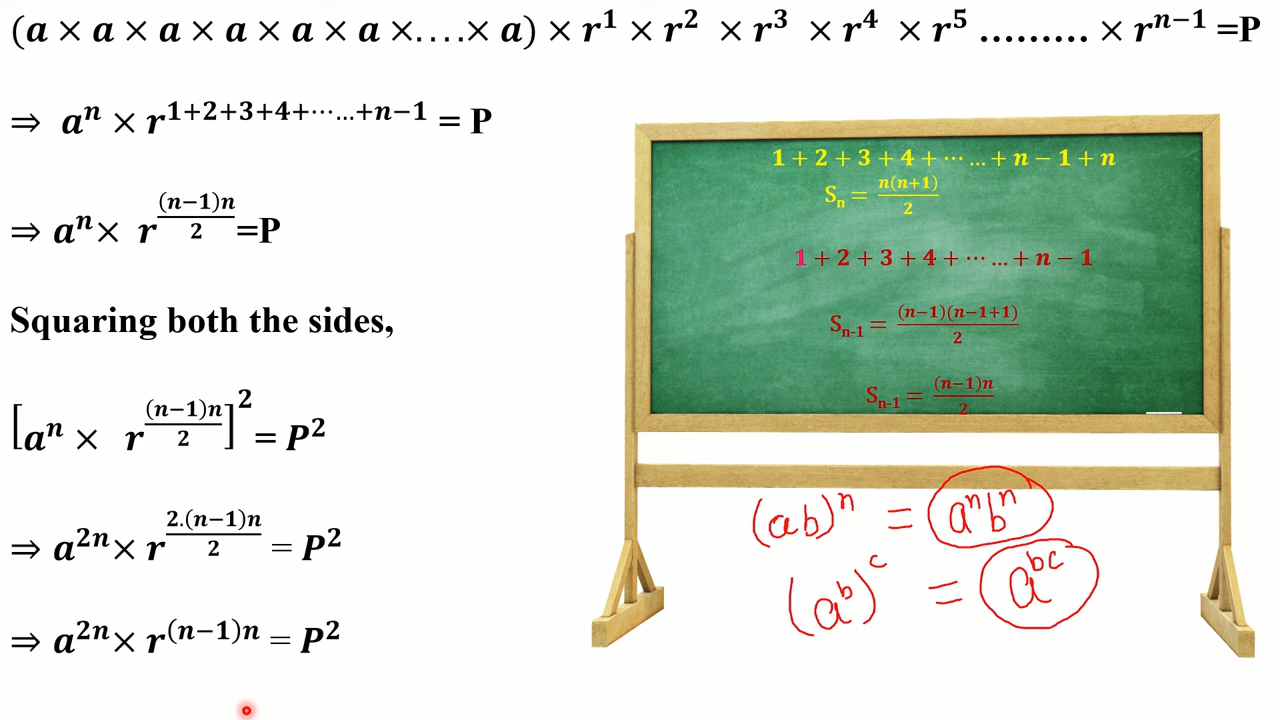 (a × a × a × a × a × a ×….× a) × r¹ × r² × r³ × r⁴ × r⁵ ……… × rⁿ⁻¹ =P
⇒ aⁿ × r^(1+2+3+4+⋯…+n−1) = P
⇒ aⁿ× r^((n−1)n/2)=P
Squaring both the sides,
[aⁿ × r^((n−1)n/2)]² = P²
⇒ a²ⁿ× r^(2.(n−1)n/2) = P²
⇒ a²ⁿ× r^((n−1)n) = P²
1 + 2 + 3 + 4 + ⋯ … + n − 1 + n
Sₙ = n(n+1)/2
1 + 2 + 3 + 4 + ⋯ … + n − 1
Sₙ₋₁ = (n−1)(n−1+1)/2
Sₙ₋₁ = (n−1)n/2
(ab)ⁿ = aⁿbⁿ
(a^b)^c = a^(bc)